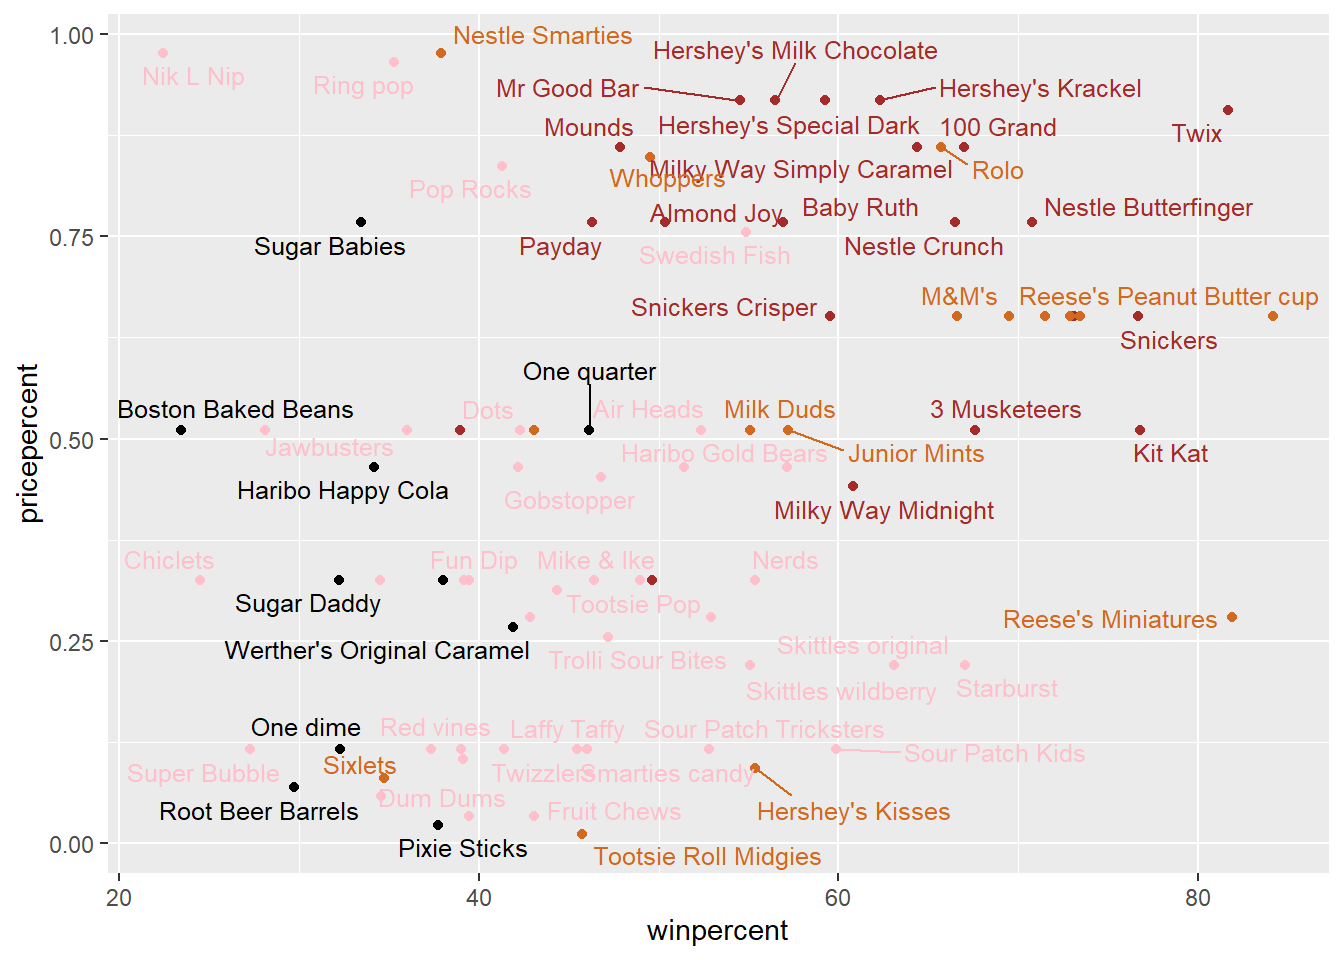 1.00
Nestle Smarties
Hershey's Milk Chocolate
Nik L Nip
Ring pop
Mr Good Bar
Hershey's Krackel
Mounds
Hershey's Special Dark
100 Grand
Twix
Milky Way Simply Caramel
Rolo
Whoppers
Pop Rocks
Almond Joy
Baby Ruth
Nestle Butterfinger
0.75
Sugar Babies
Payday
Nestle Crunch
Swedish Fish
M&M's
Reese's Peanut Butter cup
Snickers Crisper
Snickers
One quarter
Boston Baked Beans
Dots
Air Heads
Milk Duds
3 Musketeers
0.50
Jawbusters
Haribo Gold Bears
Junior Mints
Kit Kat
Haribo Happy Cola
Gobstopper
Milky Way Midnight
Chiclets
Fun Dip
Mike & Ike
Nerds
Sugar Daddy
Tootsie Pop
Reese's Miniatures
0.25
Werther's Original Caramel
Trolli Sour Bites
Skittles original
Skittles wildberry
Starburst
One dime
Red vines
Laffy Taffy
Sour Patch Tricksters
Sour Patch Kids
Super Bubble
Sixlets
Twizzlers
Smarties candy
Root Beer Barrels
Dum Dums
Fruit Chews
Hershey's Kisses
0.00
Pixie Sticks
Tootsie Roll Midgies
20
40
60
80
winpercent
pricepercent